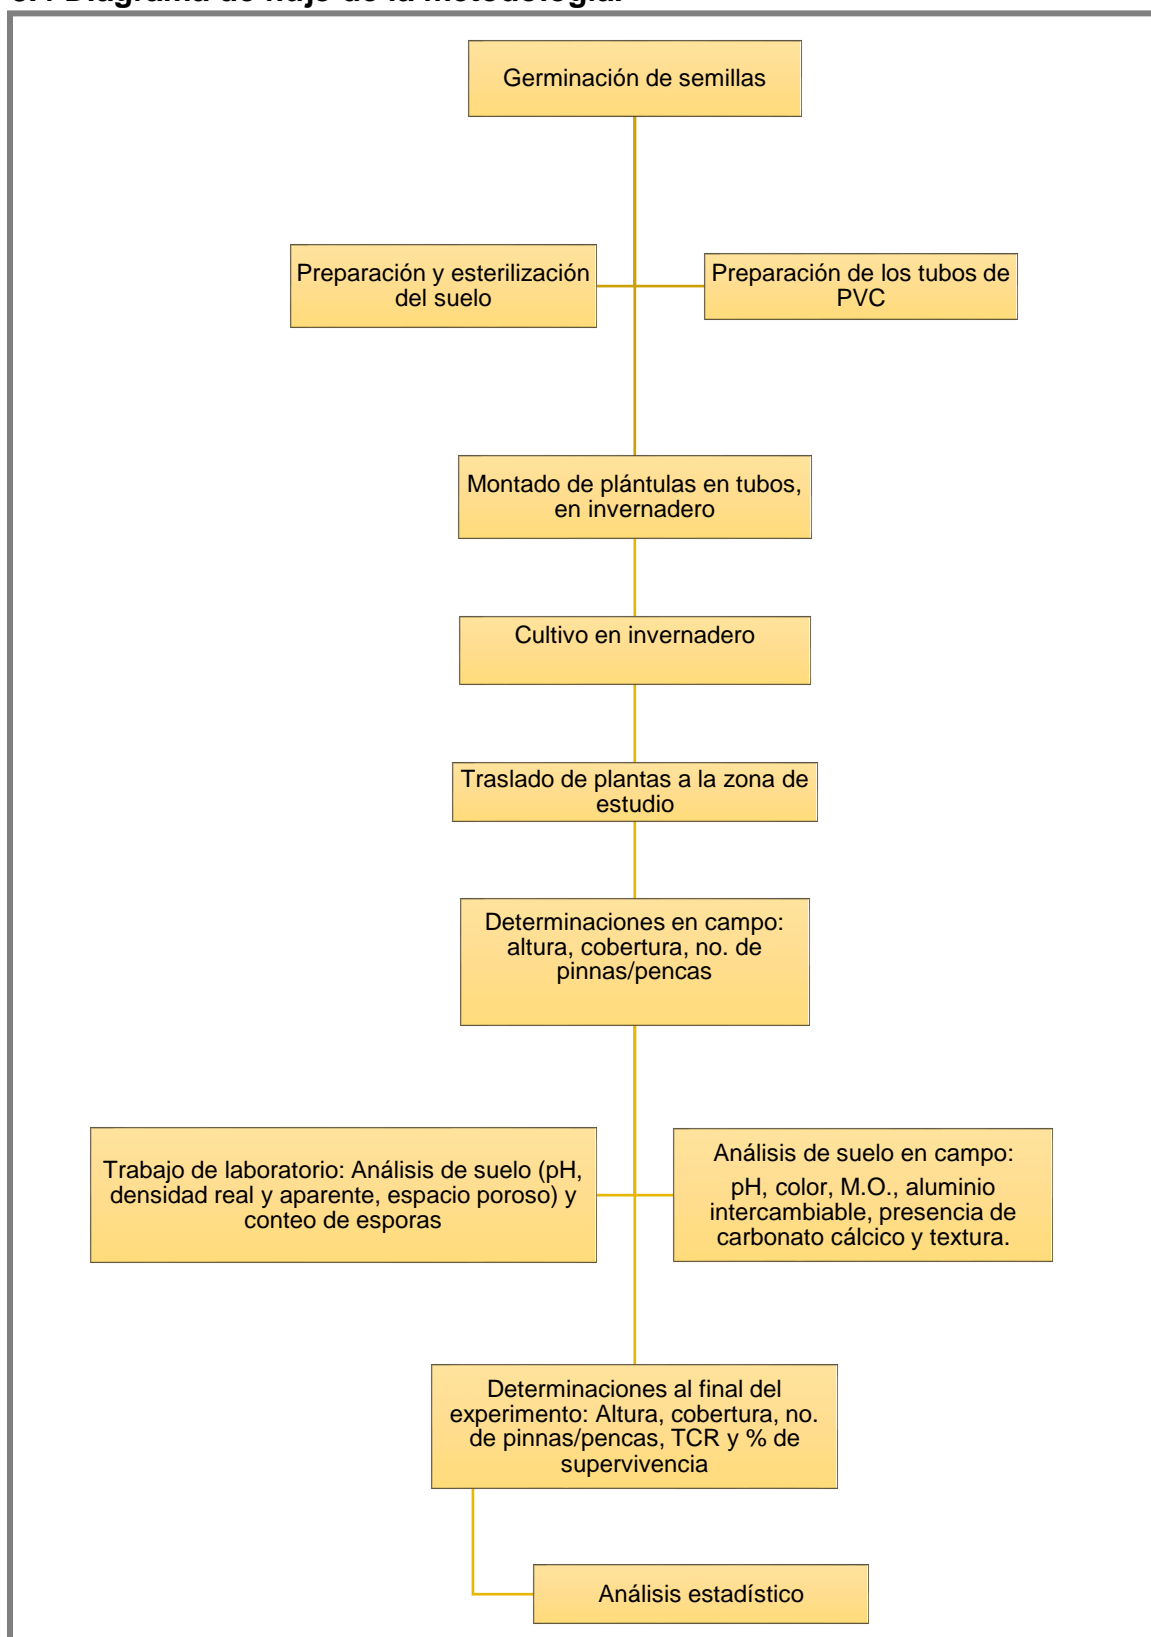 Germinación de semillas
Preparación y esterilización
del suelo
Preparación de los tubos de
PVC
Montado de plántulas en tubos,
en invernadero
Cultivo en invernadero
Traslado de plantas a la zona de
estudio
Determinaciones en campo:
altura, cobertura, no. de
pinnas/pencas
Trabajo de laboratorio: Análisis de suelo (pH,
densidad real y aparente, espacio poroso) y
conteo de esporas
Análisis de suelo en campo:
pH, color, M.O., aluminio
intercambiable, presencia de
carbonato cálcico y textura.
Determinaciones al final del
experimento: Altura, cobertura, no.
de pinnas/pencas, TCR y % de
supervivencia
Análisis estadístico